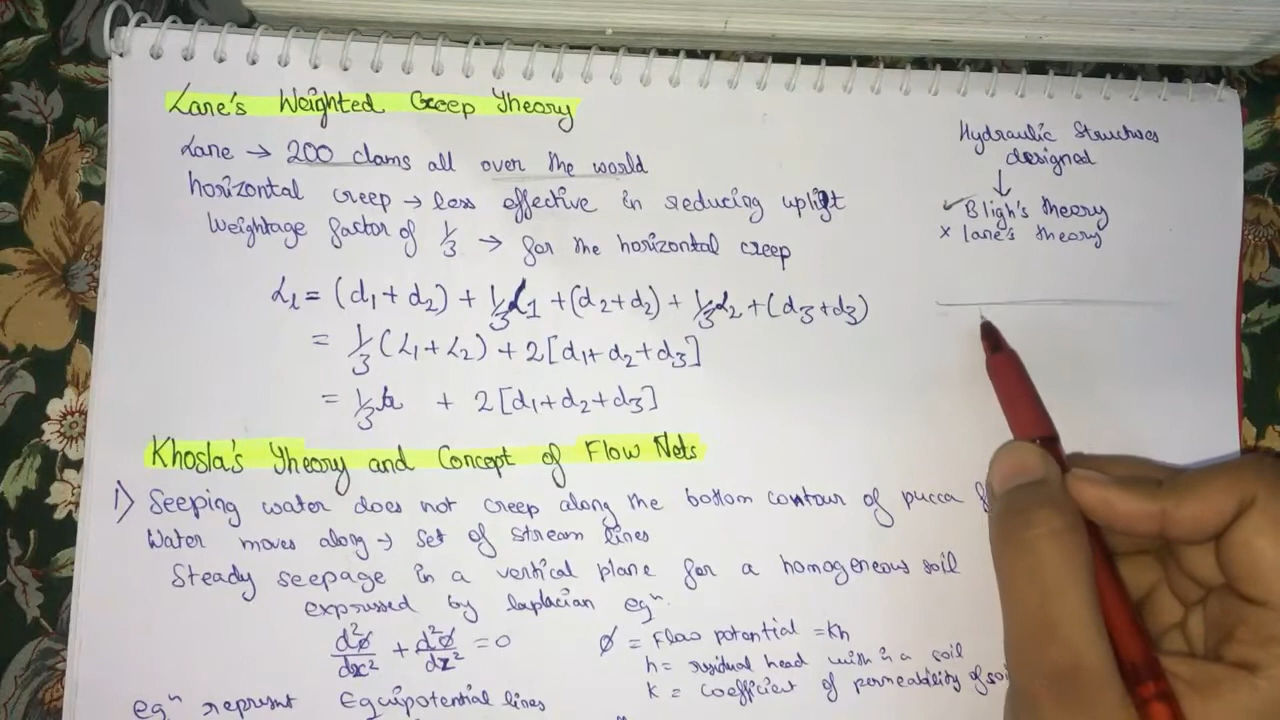 Lane's Weighted Creep Theory
Lane → 200 dams all over the world
horizontal creep → less effective in reducing uplift
Weightage factor of 1/3 → for the horizontal creep
L_l = (d1 + d2) + 1/3 L1 + (d2 + d2) + 1/3 L2 + (d3 + d3)
= 1/3 (L1 + L2) + 2[d1 + d2 + d3]
= 1/3 b + 2[d1 + d2 + d3]
Hydraulic Structures
designed
↓
✓ Bligh's theory
× lane's theory
Khosla's Theory and Concept of Flow Nets
1) Seeping water does not creep along the bottom contour of pucca
Water moves along → set of stream lines
Steady seepage in a vertical plane for a homogeneous soil
expressed by laplacian eqn.
d²φ/dx² + d²φ/dz² = 0
φ = Flow potential = Kh
h = residual head with in a soil
K = Coefficient of permeability of soi
eqn represent Equipotential lines